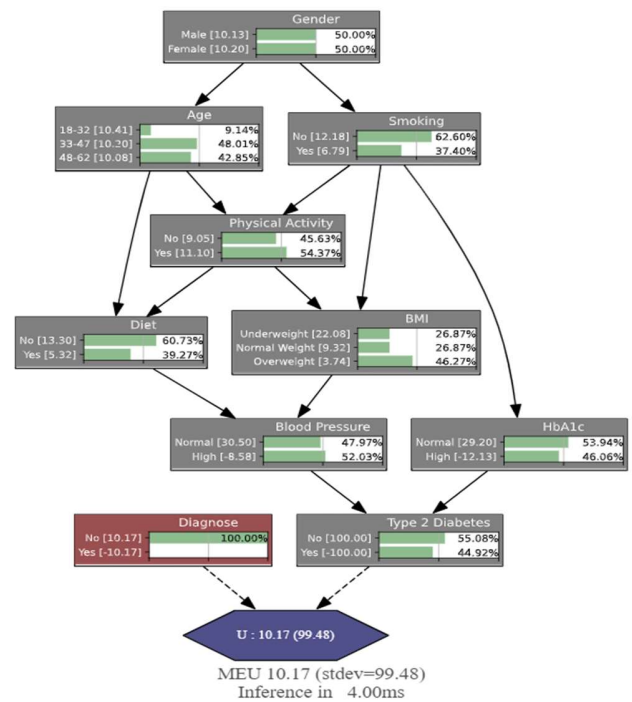 Gender
Male [10.13] 50.00%
Female [10.20] 50.00%
Age
18-32 [10.41] 9.14%
33-47 [10.20] 48.01%
48-62 [10.08] 42.85%
Smoking
No [12.18] 62.60%
Yes [6.79] 37.40%
Physical Activity
No [9.05] 45.63%
Yes [11.10] 54.37%
Diet
No [13.30] 60.73%
Yes [5.32] 39.27%
BMI
Underweight [22.08] 26.87%
Normal Weight [9.32] 26.87%
Overweight [3.74] 46.27%
Blood Pressure
Normal [30.50] 47.97%
High [-8.58] 52.03%
HbA1c
Normal [29.20] 53.94%
High [-12.13] 46.06%
Diagnose
No [10.17] 100.00%
Yes [-10.17]
Type 2 Diabetes
No [100.00] 55.08%
Yes [-100.00] 44.92%
U : 10.17 (99.48)
MEU 10.17 (stdev=99.48)
Inference in 4.00ms